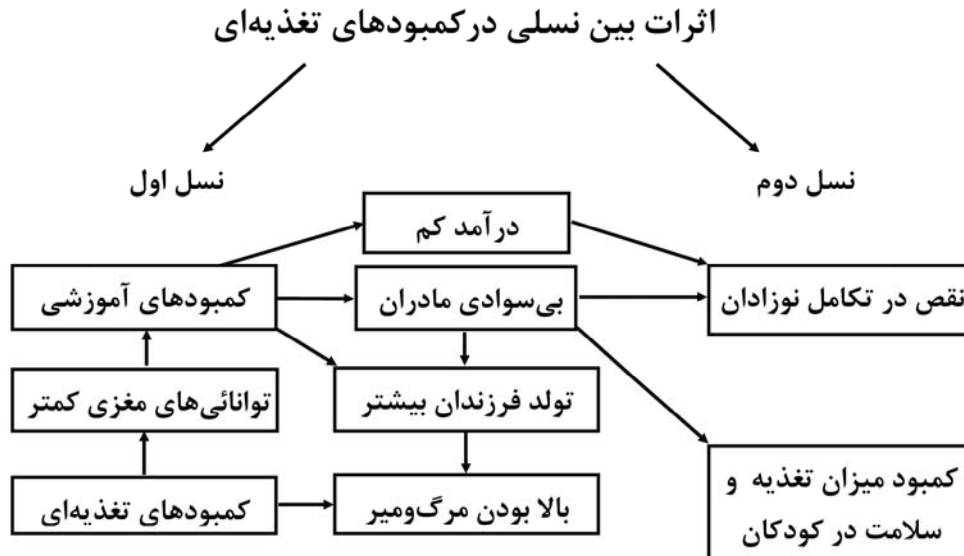 اثرات بین نسلی درکمبودهای تغذیه‌ای
نسل دوم
نسل اول
درآمد کم
نقص در تکامل نوزادان
بی‌سوادی مادران
کمبودهای آموزشی
تولد فرزندان بیشتر
توانائی‌های مغزی کمتر
کمبود میزان تغذیه و
سلامت در کودکان
بالا بودن مرگ‌ومیر
کمبودهای تغذیه‌ای